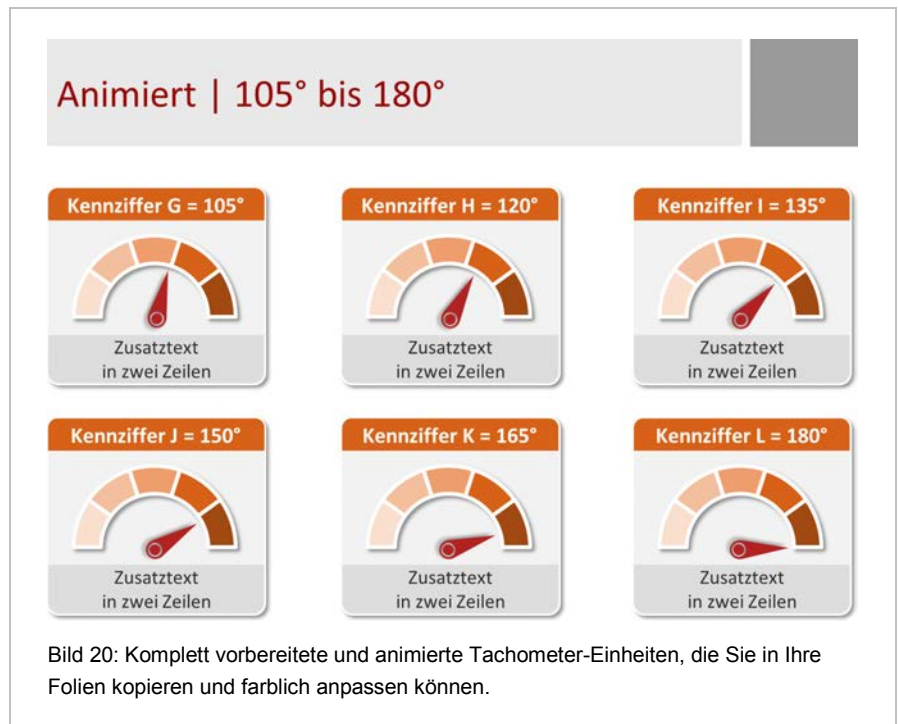 Animiert | 105° bis 180°
Kennziffer G = 105°
Zusatztext
in zwei Zeilen
Kennziffer H = 120°
Zusatztext
in zwei Zeilen
Kennziffer I = 135°
Zusatztext
in zwei Zeilen
Kennziffer J = 150°
Zusatztext
in zwei Zeilen
Kennziffer K = 165°
Zusatztext
in zwei Zeilen
Kennziffer L = 180°
Zusatztext
in zwei Zeilen
Bild 20: Komplett vorbereitete und animierte Tachometer-Einheiten, die Sie in Ihre
Folien kopieren und farblich anpassen können.